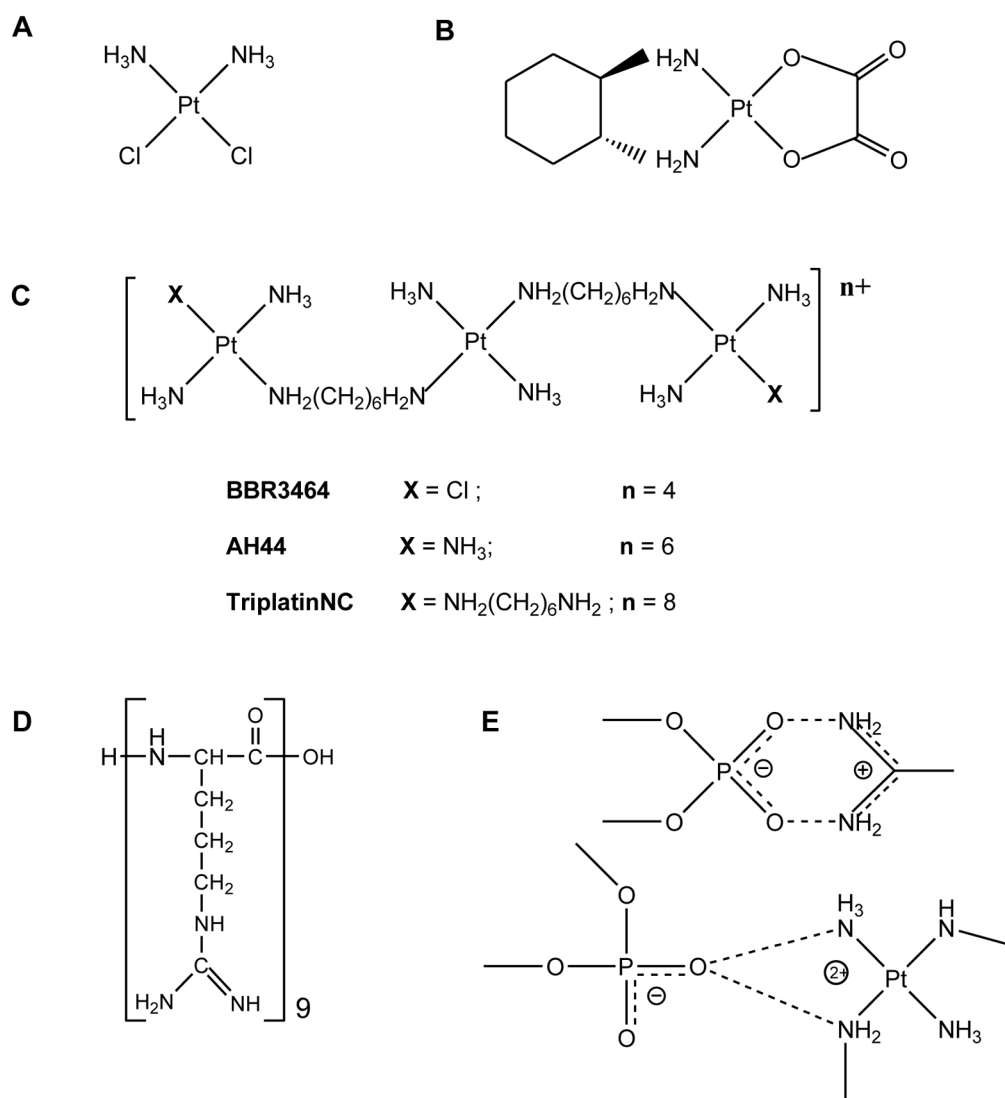 A
H₃N NH₃
Pt
Cl Cl
B
H₂N O O
Pt
H₂N O O
C
[X NH₃ H₃N NH₂(CH₂)₆H₂N NH₃]n+
Pt Pt Pt
H₃N NH₂(CH₂)₆H₂N NH₃ H₃N X
BBR3464 X = Cl ; n = 4
AH44 X = NH₃; n = 6
TriplatinNC X = NH₂(CH₂)₆NH₂ ; n = 8
D
O
H
H N CH C OH
CH₂
CH₂
CH₂
NH
C
H₂N NH
9
E
O O NH₂
P − +
O O NH₂
O H₃ H
N N
O P O 2+ Pt
−
O NH₂ NH₃